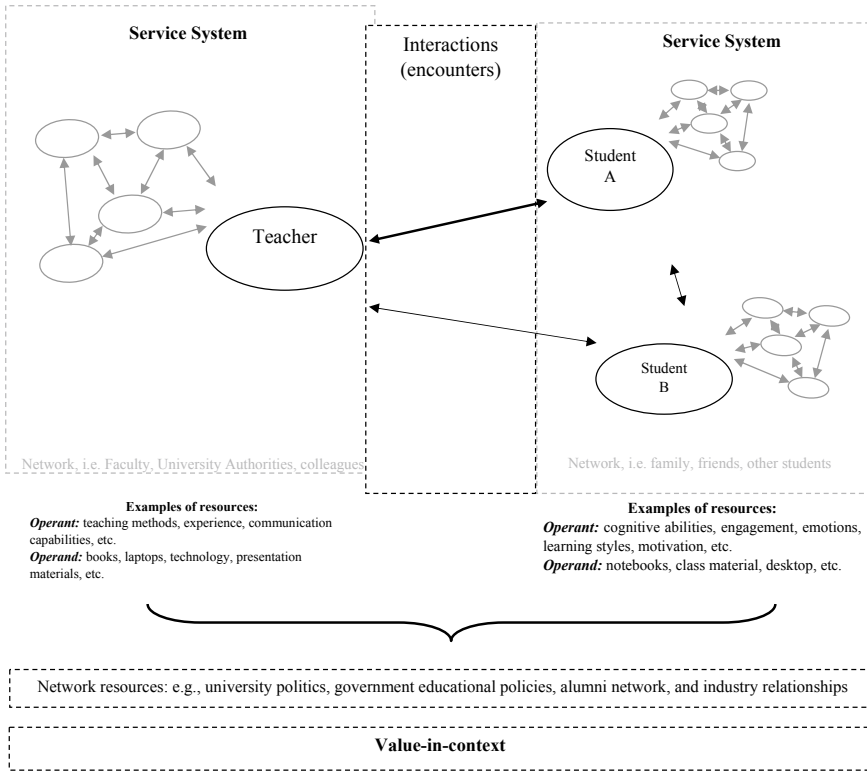 Service System
Interactions
(encounters)
Service System
Student
A
Teacher
Student
B
Network, i.e. Faculty, University Authorities, colleagues
Network, i.e. family, friends, other students
Examples of resources:
Operant: teaching methods, experience, communication
capabilities, etc.
Operand: books, laptops, technology, presentation
materials, etc.
Examples of resources:
Operant: cognitive abilities, engagement, emotions,
learning styles, motivation, etc.
Operand: notebooks, class material, desktop, etc.
Network resources: e.g., university politics, government educational policies, alumni network, and industry relationships
Value-in-context